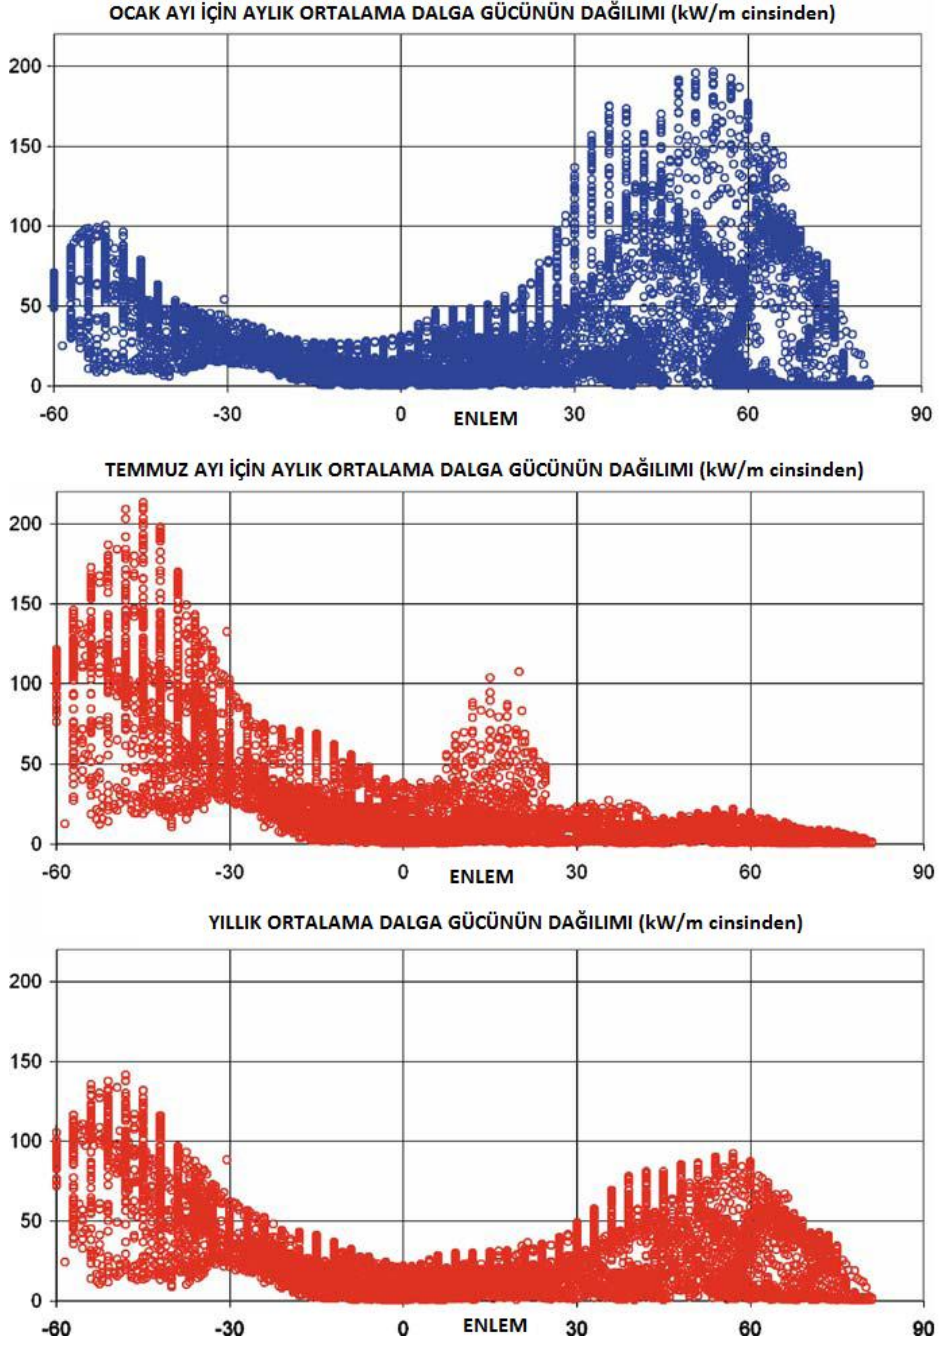 OCAK AYI İÇİN AYLIK ORTALAMA DALGA GÜCÜNÜN DAĞILIMI (kW/m cinsinden)
200
150
100
50
0
-60 -30 0 30 60 90
ENLEM
TEMMUZ AYI İÇİN AYLIK ORTALAMA DALGA GÜCÜNÜN DAĞILIMI (kW/m cinsinden)
200
150
100
50
0
-60 -30 0 30 60 90
ENLEM
YILLIK ORTALAMA DALGA GÜCÜNÜN DAĞILIMI (kW/m cinsinden)
200
150
100
50
0
-60 -30 0 30 60 90
ENLEM